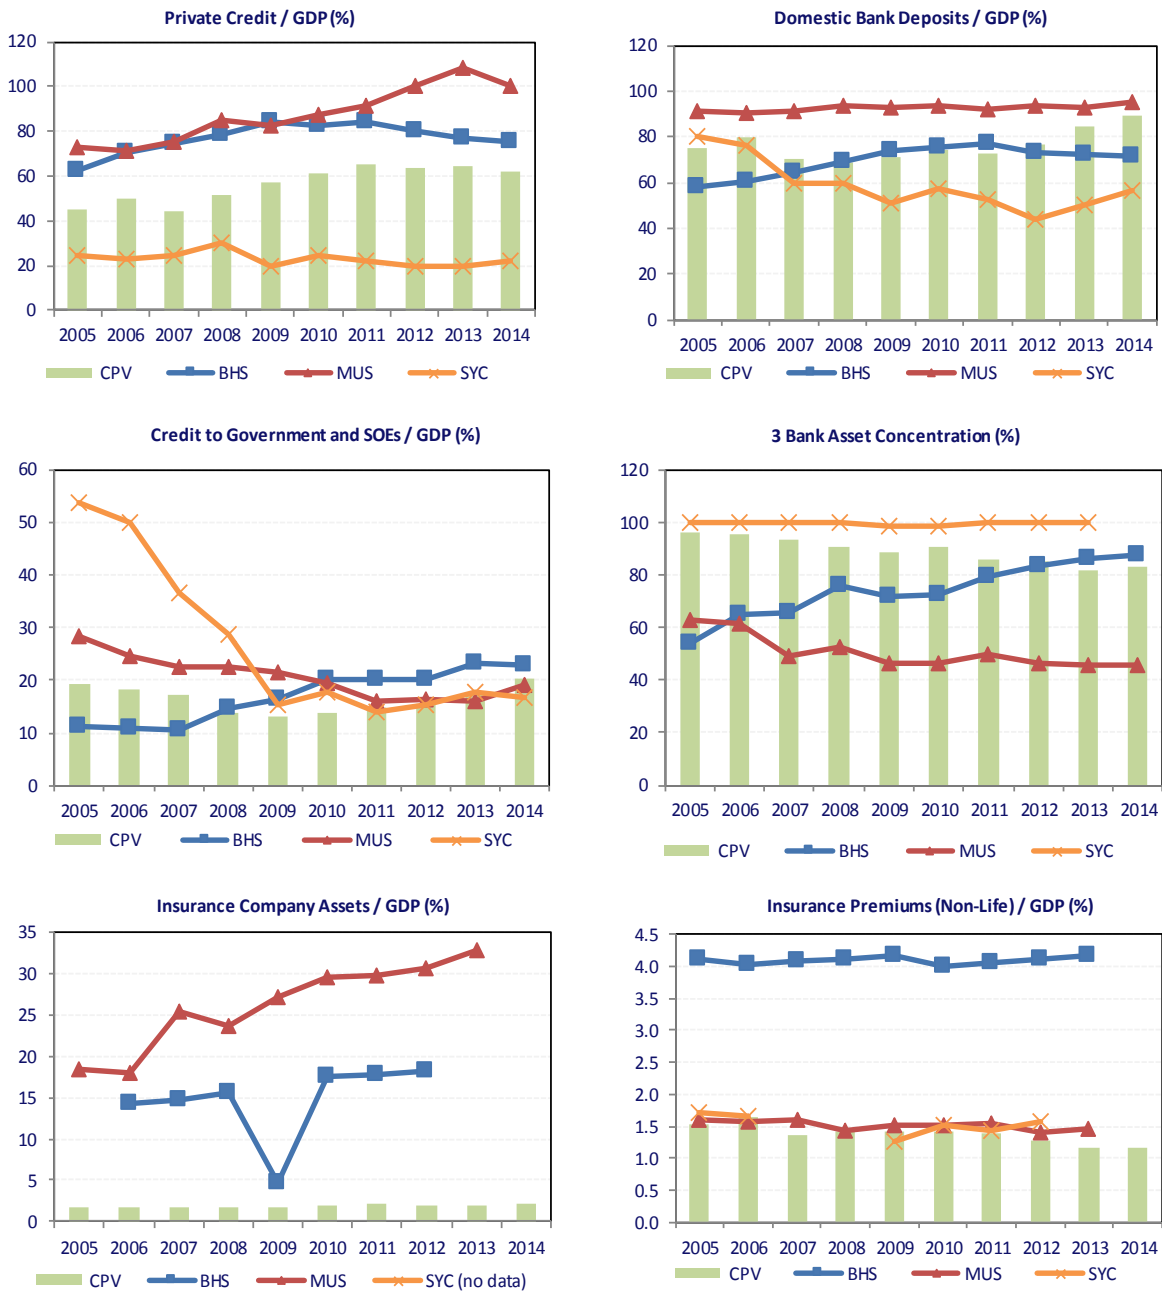 Private Credit / GDP (%)
120
100
80
60
40
20
0
2005 2006 2007 2008 2009 2010 2011 2012 2013 2014
CPV BHS MUS SYC
Domestic Bank Deposits / GDP (%)
120
100
80
60
40
20
0
2005 2006 2007 2008 2009 2010 2011 2012 2013 2014
CPV BHS MUS SYC
Credit to Government and SOEs / GDP (%)
60
50
40
30
20
10
0
2005 2006 2007 2008 2009 2010 2011 2012 2013 2014
CPV BHS MUS SYC
3 Bank Asset Concentration (%)
120
100
80
60
40
20
0
2005 2006 2007 2008 2009 2010 2011 2012 2013 2014
CPV BHS MUS SYC
Insurance Company Assets / GDP (%)
35
30
25
20
15
10
5
0
2005 2006 2007 2008 2009 2010 2011 2012 2013 2014
CPV BHS MUS SYC (no data)
Insurance Premiums (Non-Life) / GDP (%)
4.5
4.0
3.5
3.0
2.5
2.0
1.5
1.0
0.5
0.0
2005 2006 2007 2008 2009 2010 2011 2012 2013 2014
CPV BHS MUS SYC